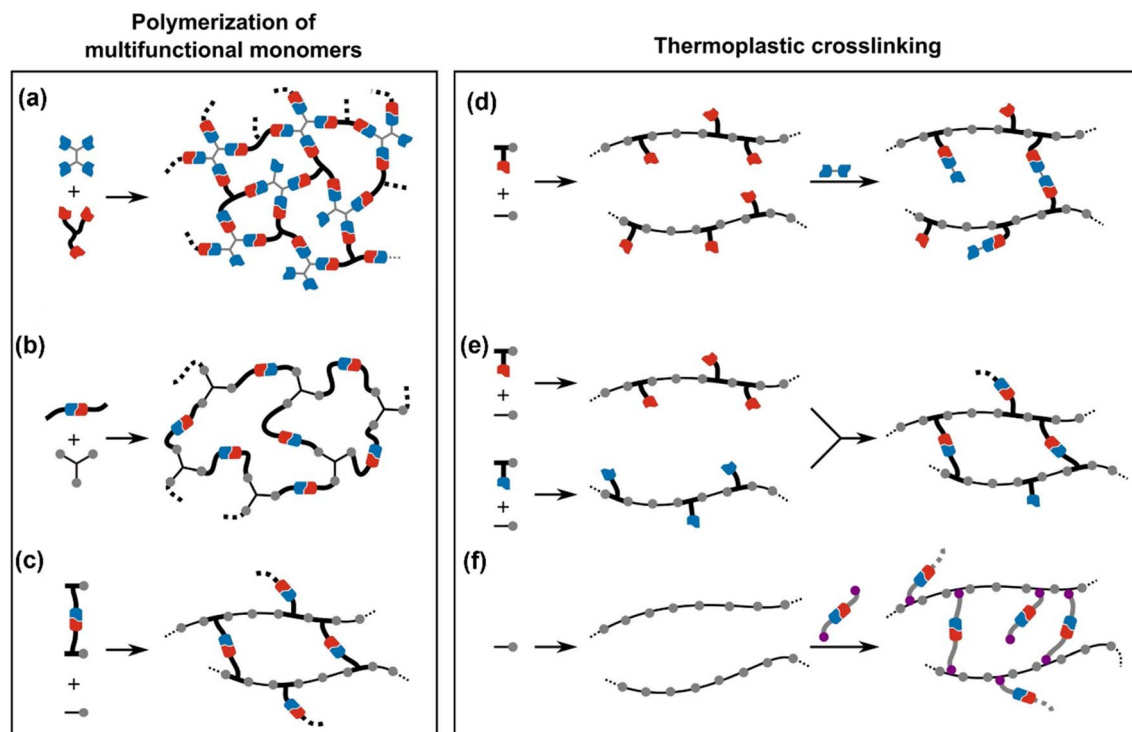 Polymerization of
multifunctional monomers
Thermoplastic crosslinking
(a)
+
(b)
+
(c)
+
(d)
+
(e)
+
+
(f)